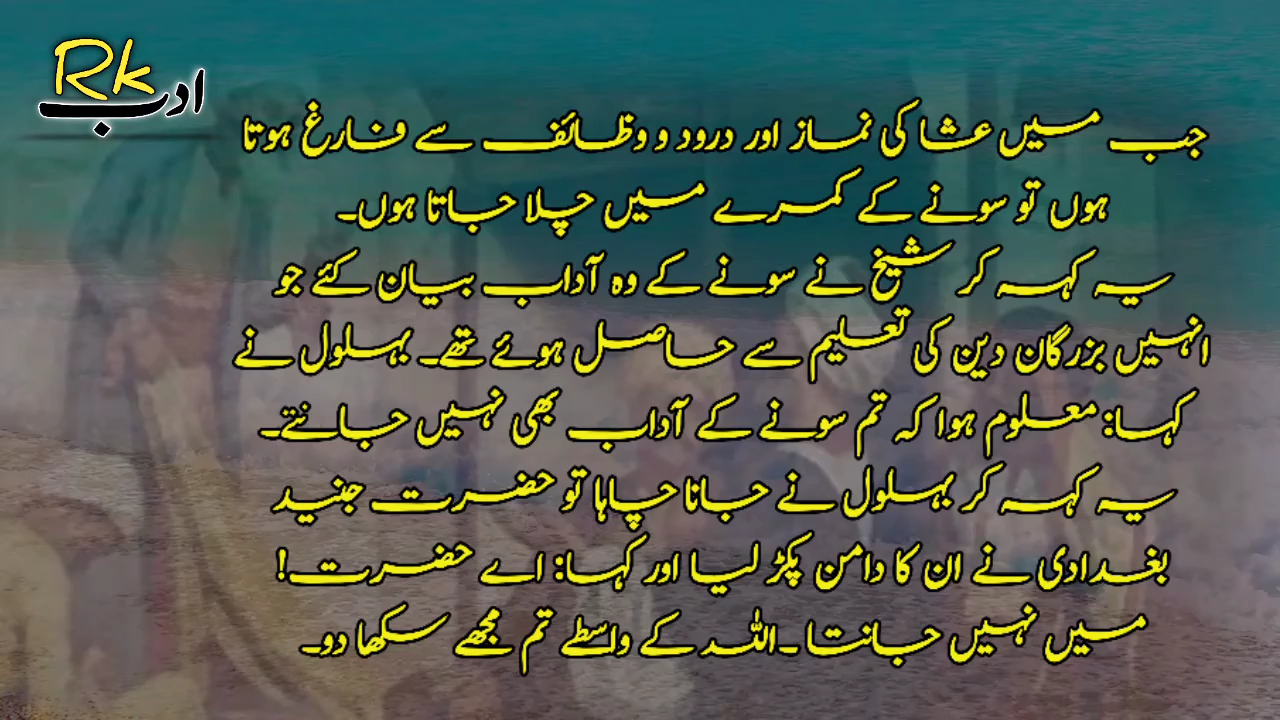 Rk
ادب
جب میں عشا کی نماز اور درود و وظائف سے فارغ ہوتا
ہوں تو سونے کے کمرے میں چلا جاتا ہوں۔
یہ کہہ کر شیخ نے سونے کے وہ آداب بیان کئے جو
انہیں بزرگان دین کی تعلیم سے حاصل ہوئے تھے۔ بہلول نے
کہا: معلوم ہوا کہ تم سونے کے آداب بھی نہیں جانتے۔
یہ کہہ کر بہلول نے جانا چاہا تو حضرت جنید
بغدادی نے ان کا دامن پکڑ لیا اور کہا: اے حضرت!
میں نہیں جانتا ۔اللہ کے واسطے تم مجھے سکھا دو۔